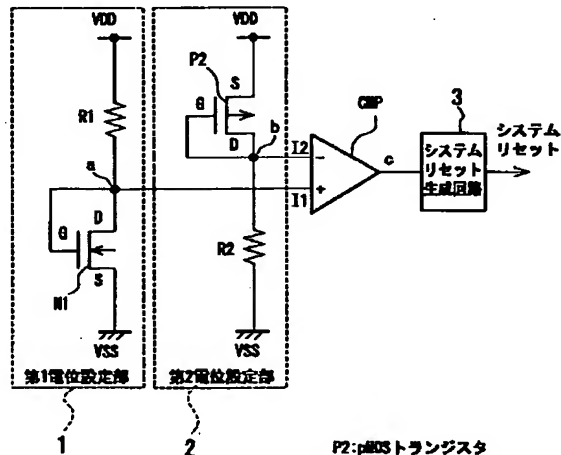 VDD
VDD
P2
S
CMP
3
R1
G
システム
リセット
D
b
I2
-
c
システム
リセット
生成回路
a
+
I1
D
G
R2
S
N1
VSS
VSS
第1電位設定部
第2電位設定部
1
2
P2:pMOSトランジスタ